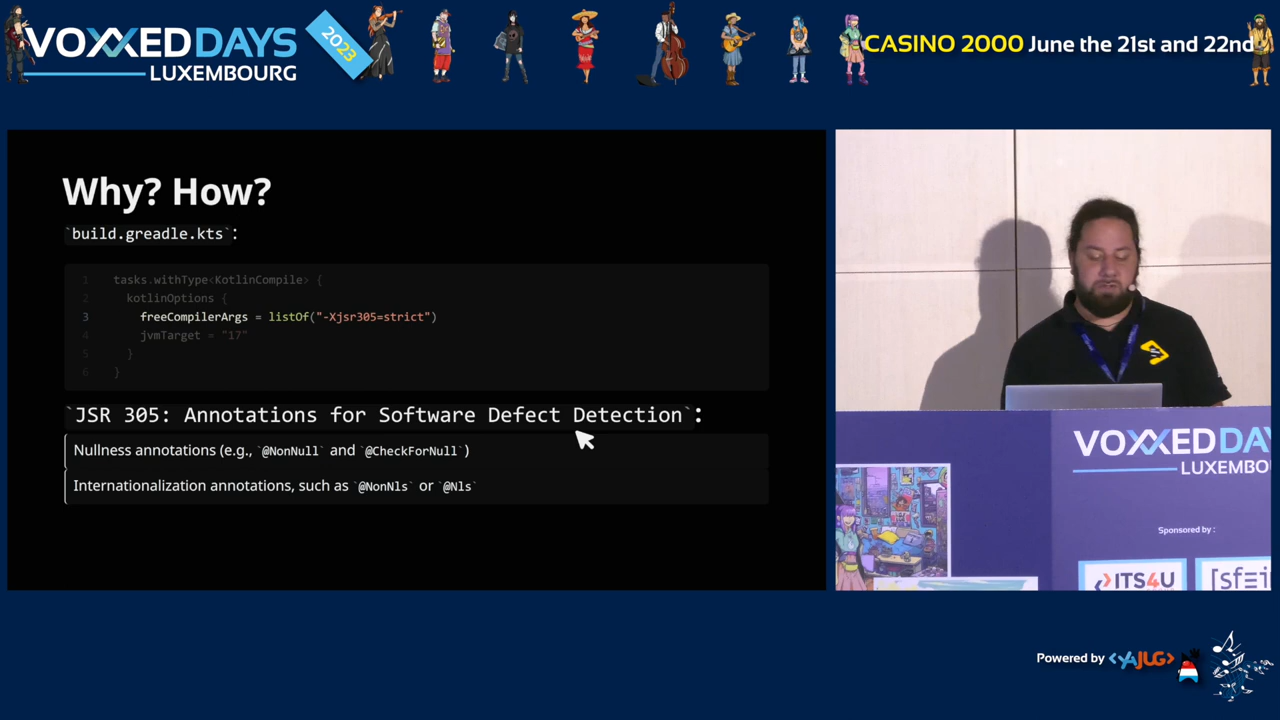 VOXXED DAYS
LUXEMBOURG
2023
CASINO 2000 June the 21st and 22nd
Why? How?
`build.greadle.kts`:
1 tasks.withType<KotlinCompile> {
2 kotlinOptions {
3 freeCompilerArgs = listOf("-Xjsr305=strict")
4 jvmTarget = "17"
5 }
6 }
`JSR 305: Annotations for Software Defect Detection`:
Nullness annotations (e.g., `@NonNull` and `@CheckForNull`)
Internationalization annotations, such as `@NonNls` or `@Nls`
VOXXED DA
LUXEMBO
Sponsored by :
ITS4U
Powered by <YAJUG>